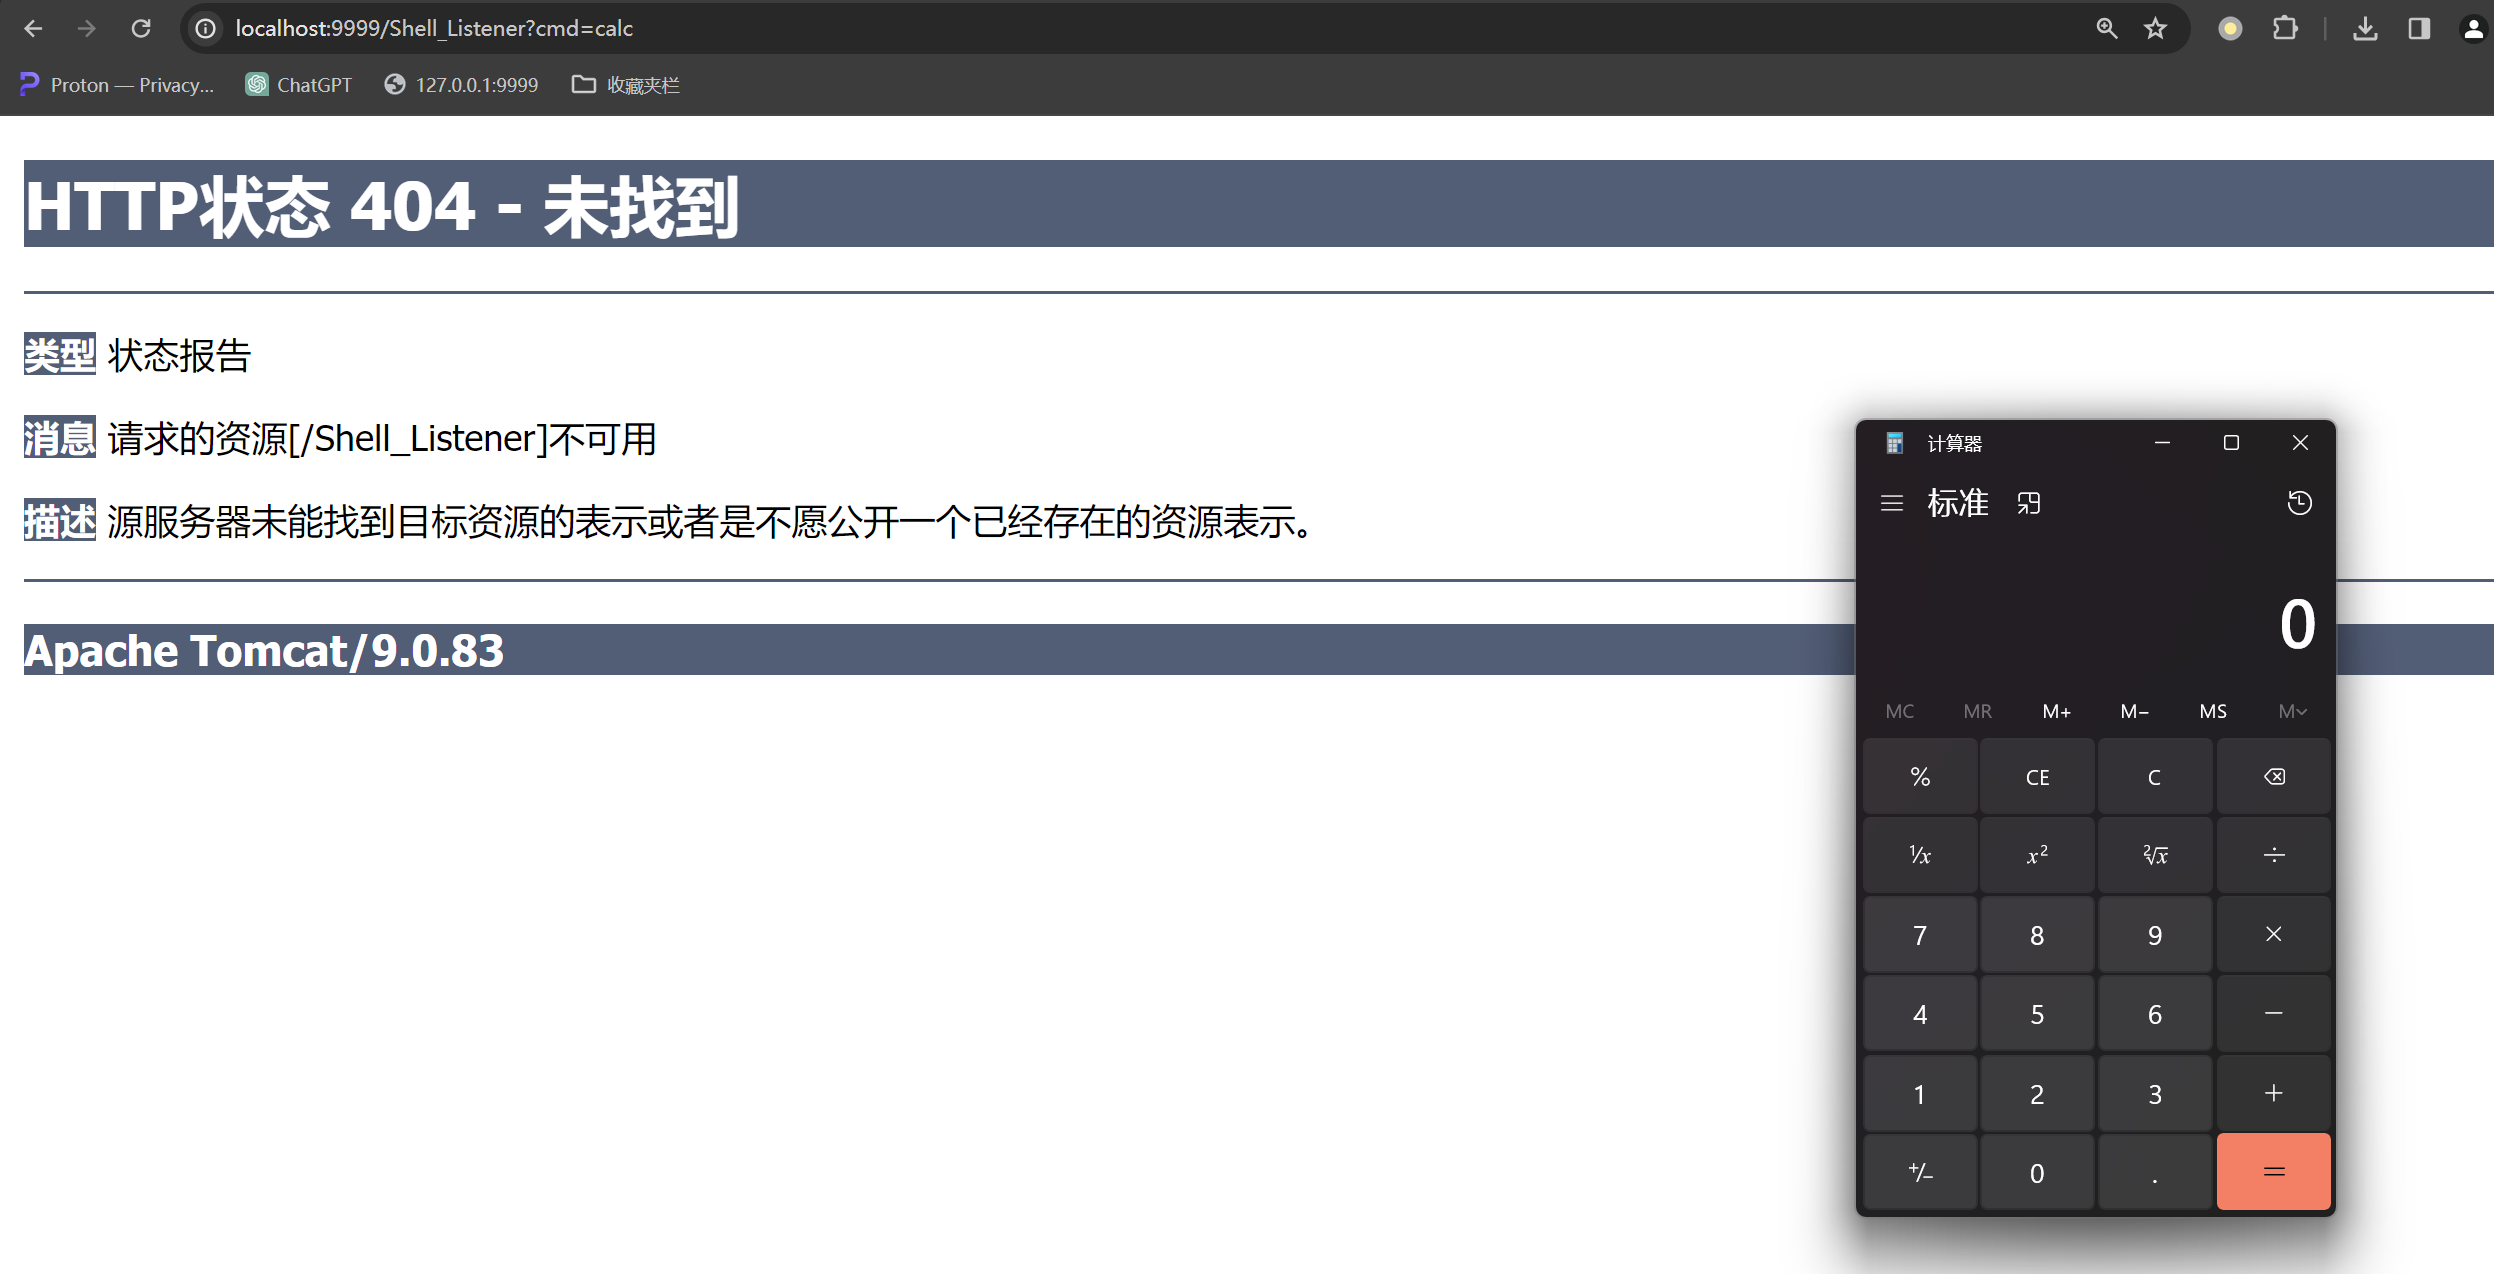 localhost:9999/Shell_Listener?cmd=calc
Proton — Privacy... ChatGPT 127.0.0.1:9999 收藏夹栏
HTTP状态 404 - 未找到
类型 状态报告
消息 请求的资源[/Shell_Listener]不可用
描述 源服务器未能找到目标资源的表示或者是不愿公开一个已经存在的资源表示。
Apache Tomcat/9.0.83
计算器
标准
0
MC MR M+ M− MS M
% CE C
¹/x x² ²√x ÷
7 8 9 ×
4 5 6 −
1 2 3 +
+/− 0 . =